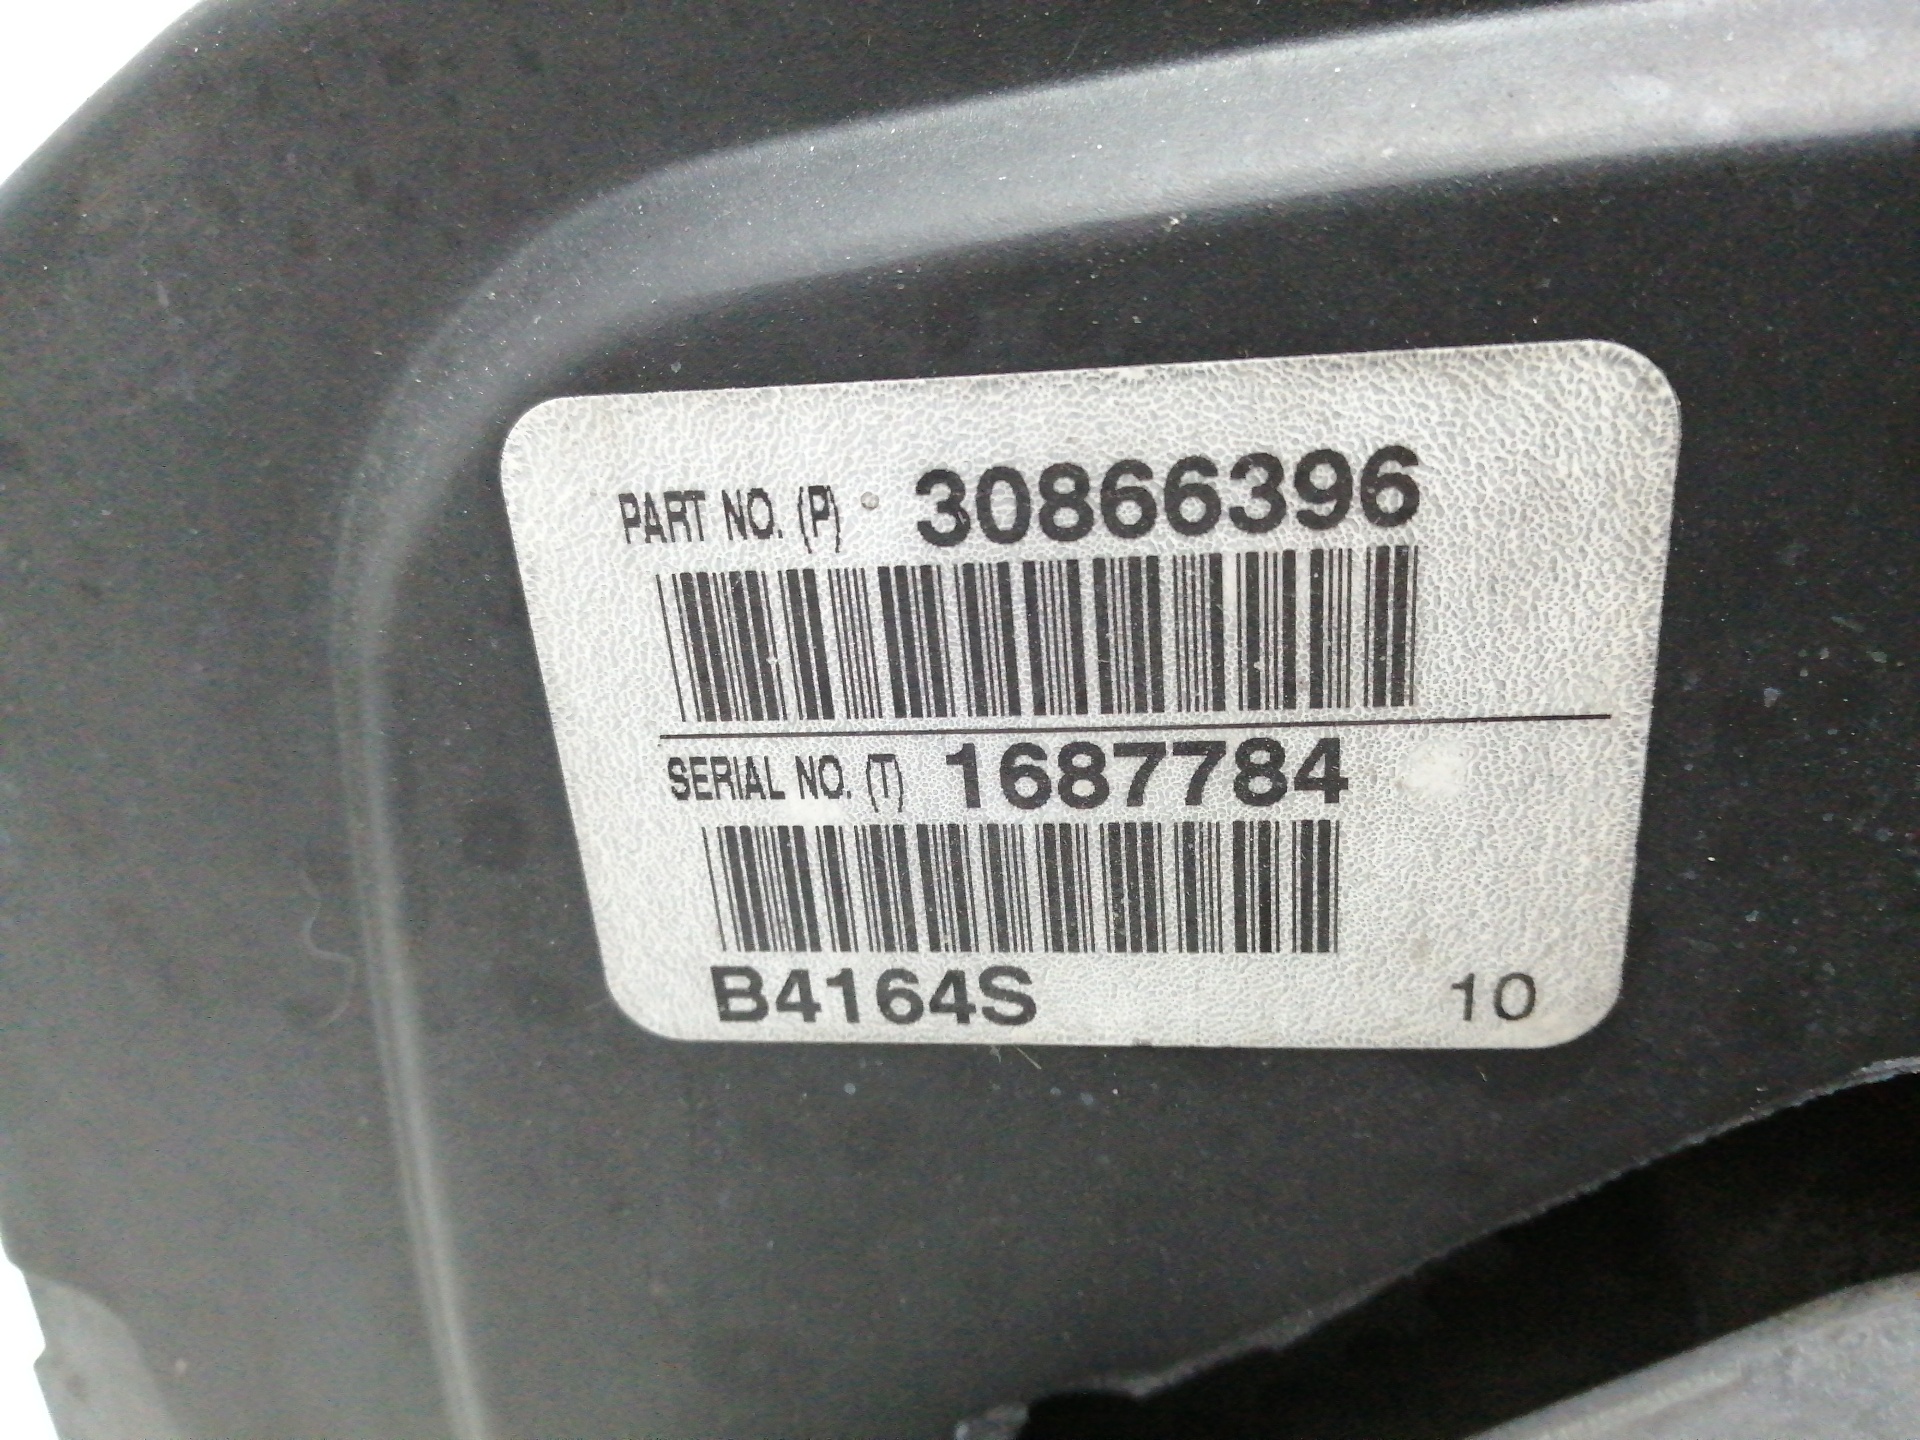 PART NO. (P) 30866396
SERIAL NO. (T) 1687784
B4164S 10